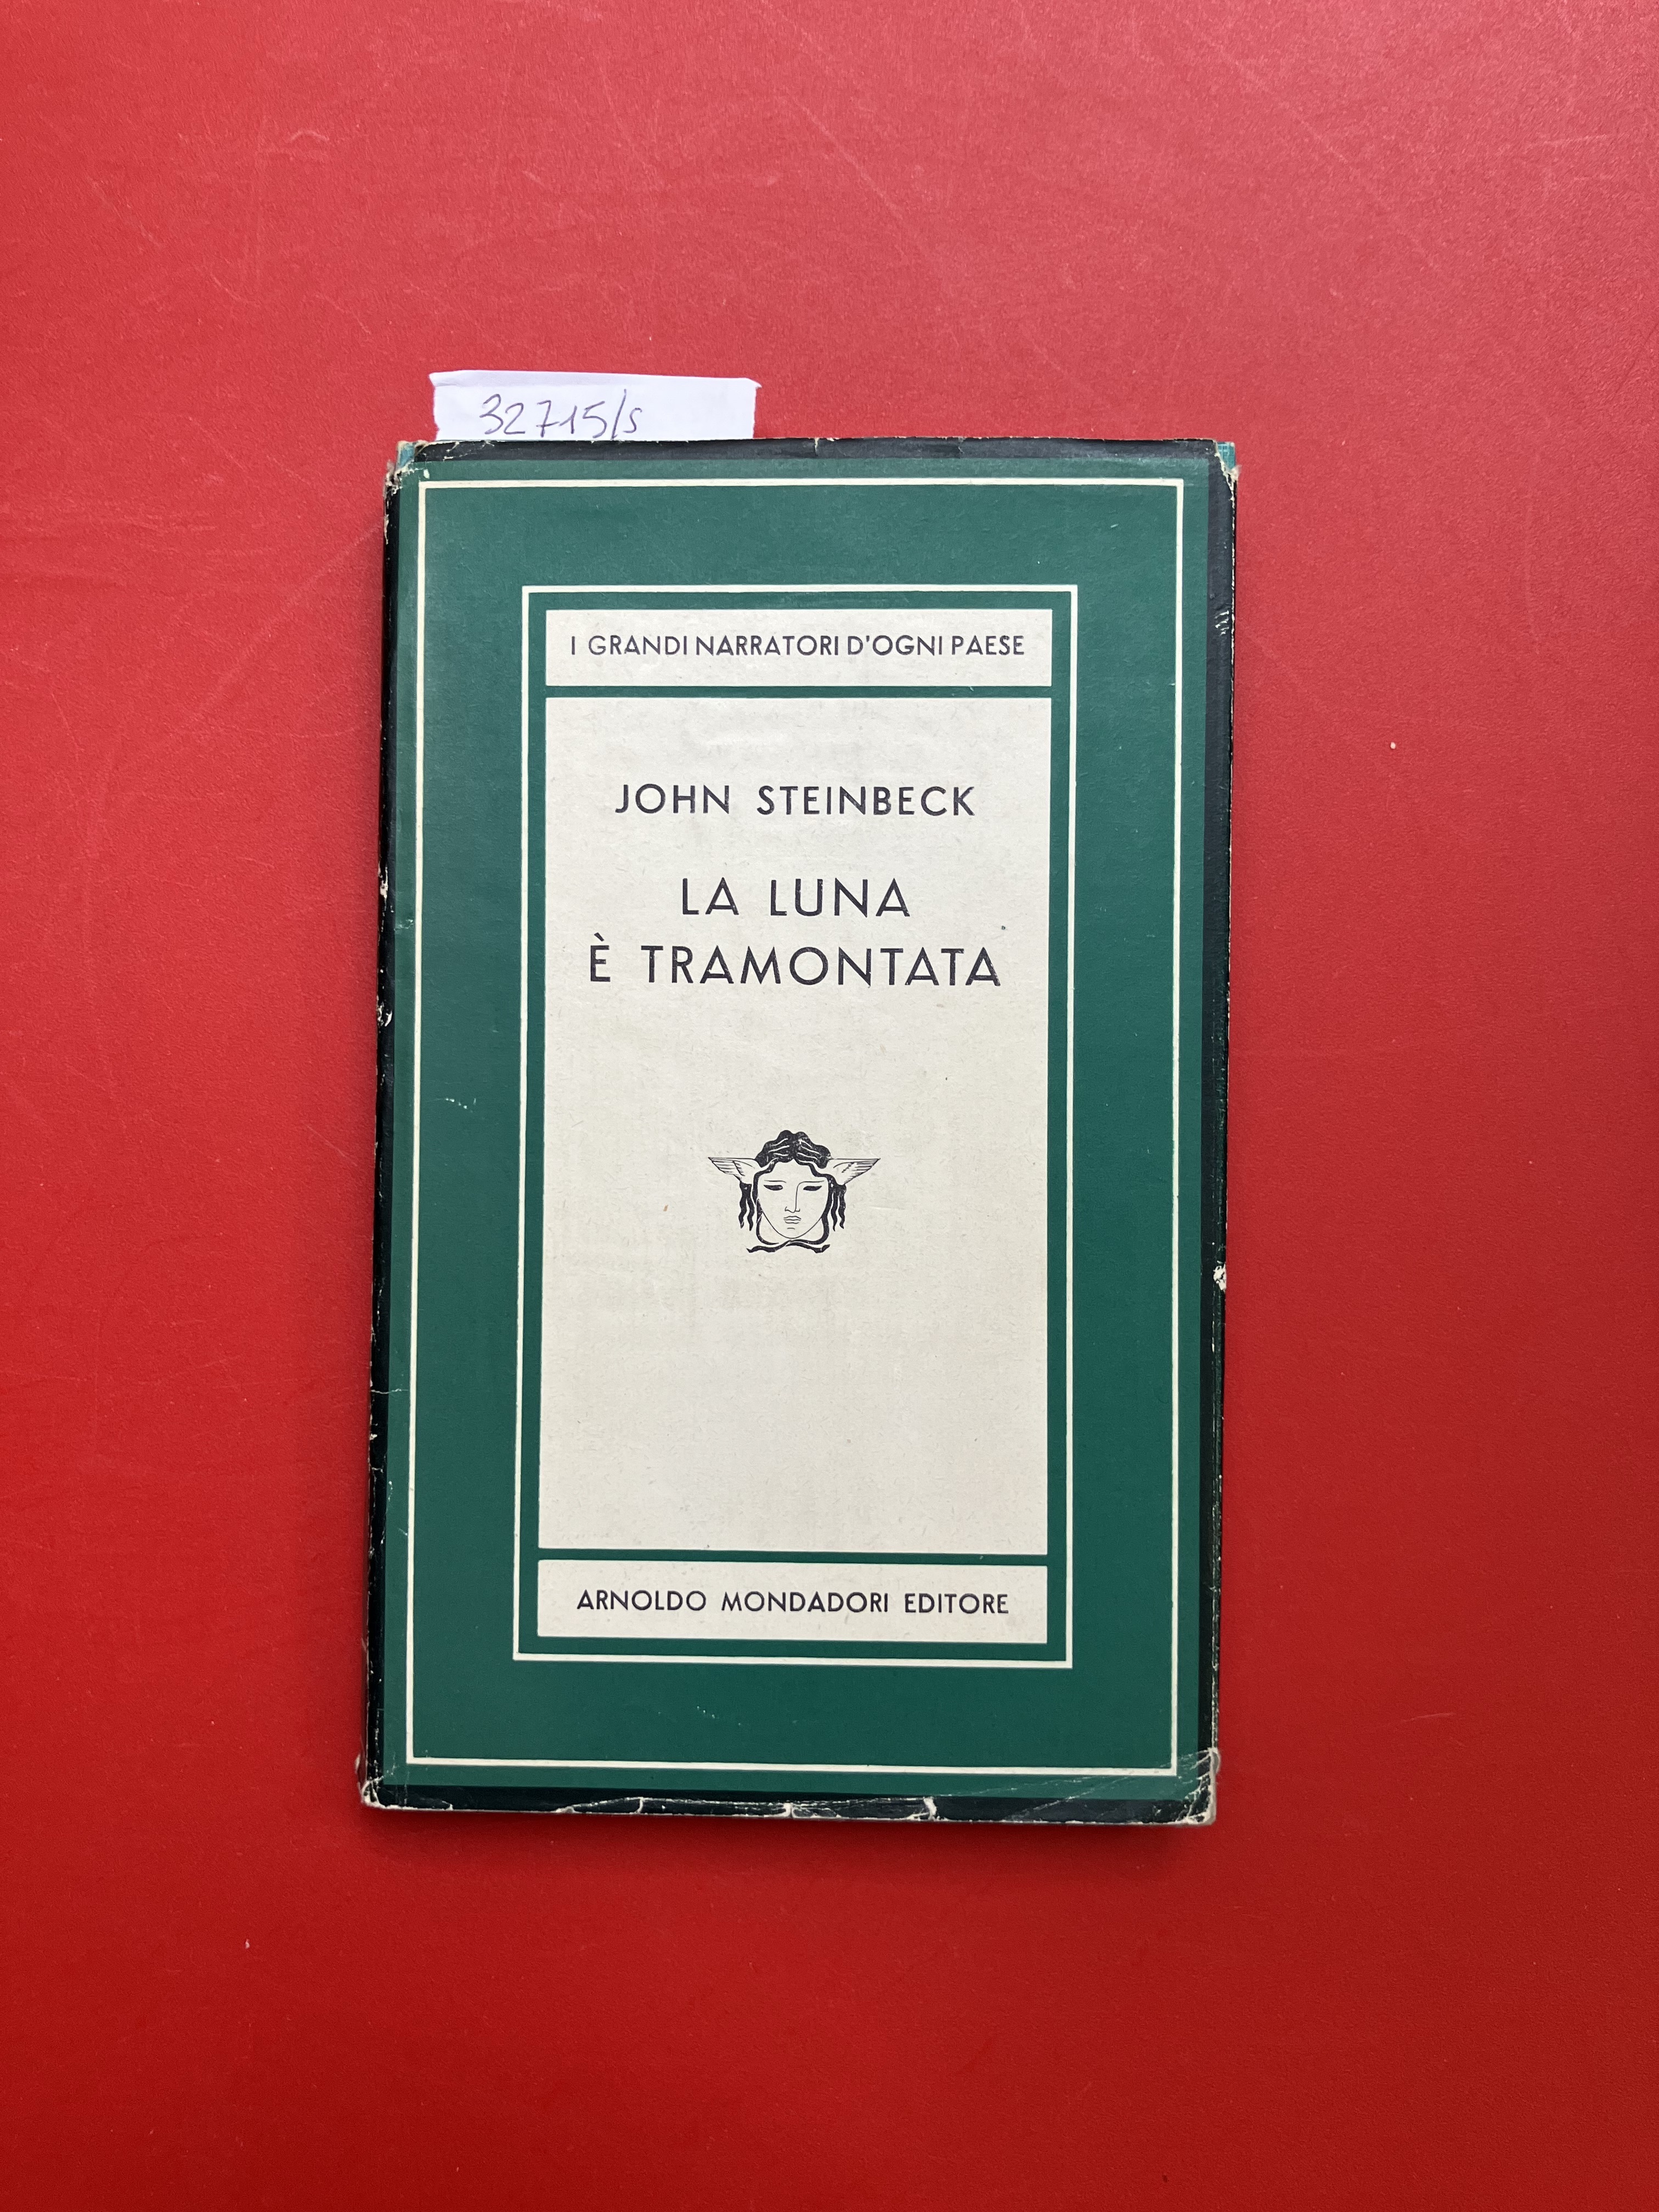 32715/s
I GRANDI NARRATORI D'OGNI PAESE
JOHN STEINBECK
LA LUNA
È TRAMONTATA
ARNOLDO MONDADORI EDITORE